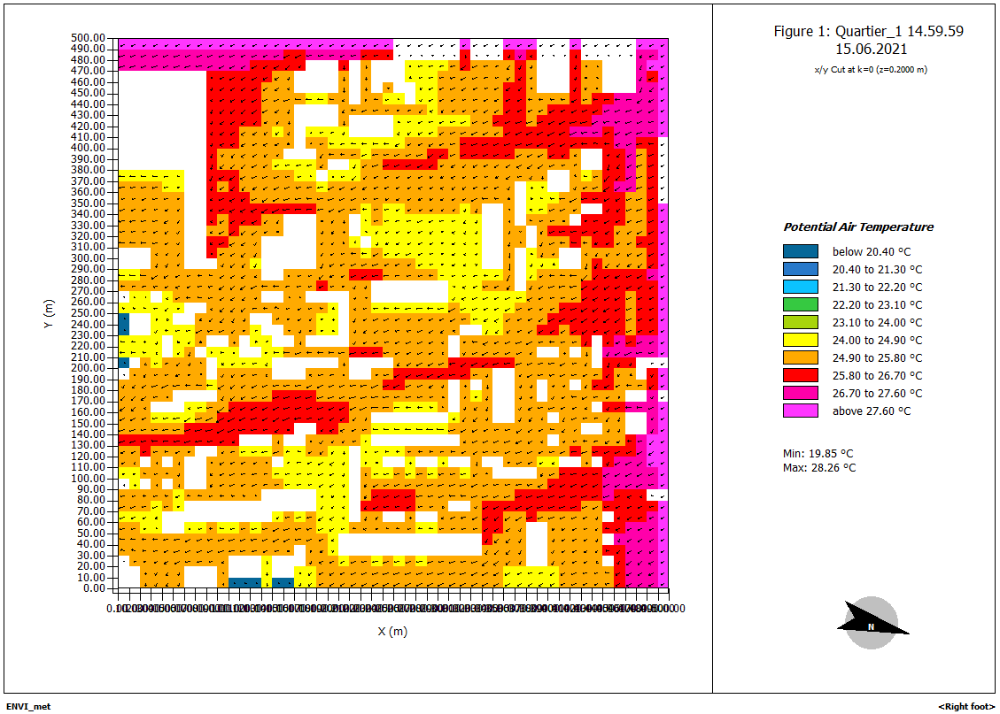 Figure 1: Quartier_1 14.59.59
15.06.2021
x/y Cut at k=0 (z=0.2000 m)
500.00
490.00
480.00
470.00
460.00
450.00
440.00
430.00
420.00
410.00
400.00
390.00
380.00
370.00
360.00
350.00
340.00
330.00
320.00
310.00
300.00
290.00
280.00
270.00
260.00
250.00
240.00
230.00
220.00
210.00
200.00
190.00
180.00
170.00
160.00
150.00
140.00
130.00
120.00
110.00
100.00
90.00
80.00
70.00
60.00
50.00
40.00
30.00
20.00
10.00
0.00
Y (m)
X (m)
Potential Air Temperature
below 20.40 °C
20.40 to 21.30 °C
21.30 to 22.20 °C
22.20 to 23.10 °C
23.10 to 24.00 °C
24.00 to 24.90 °C
24.90 to 25.80 °C
25.80 to 26.70 °C
26.70 to 27.60 °C
above 27.60 °C
Min: 19.85 °C
Max: 28.26 °C
N
ENVI_met
<Right foot>